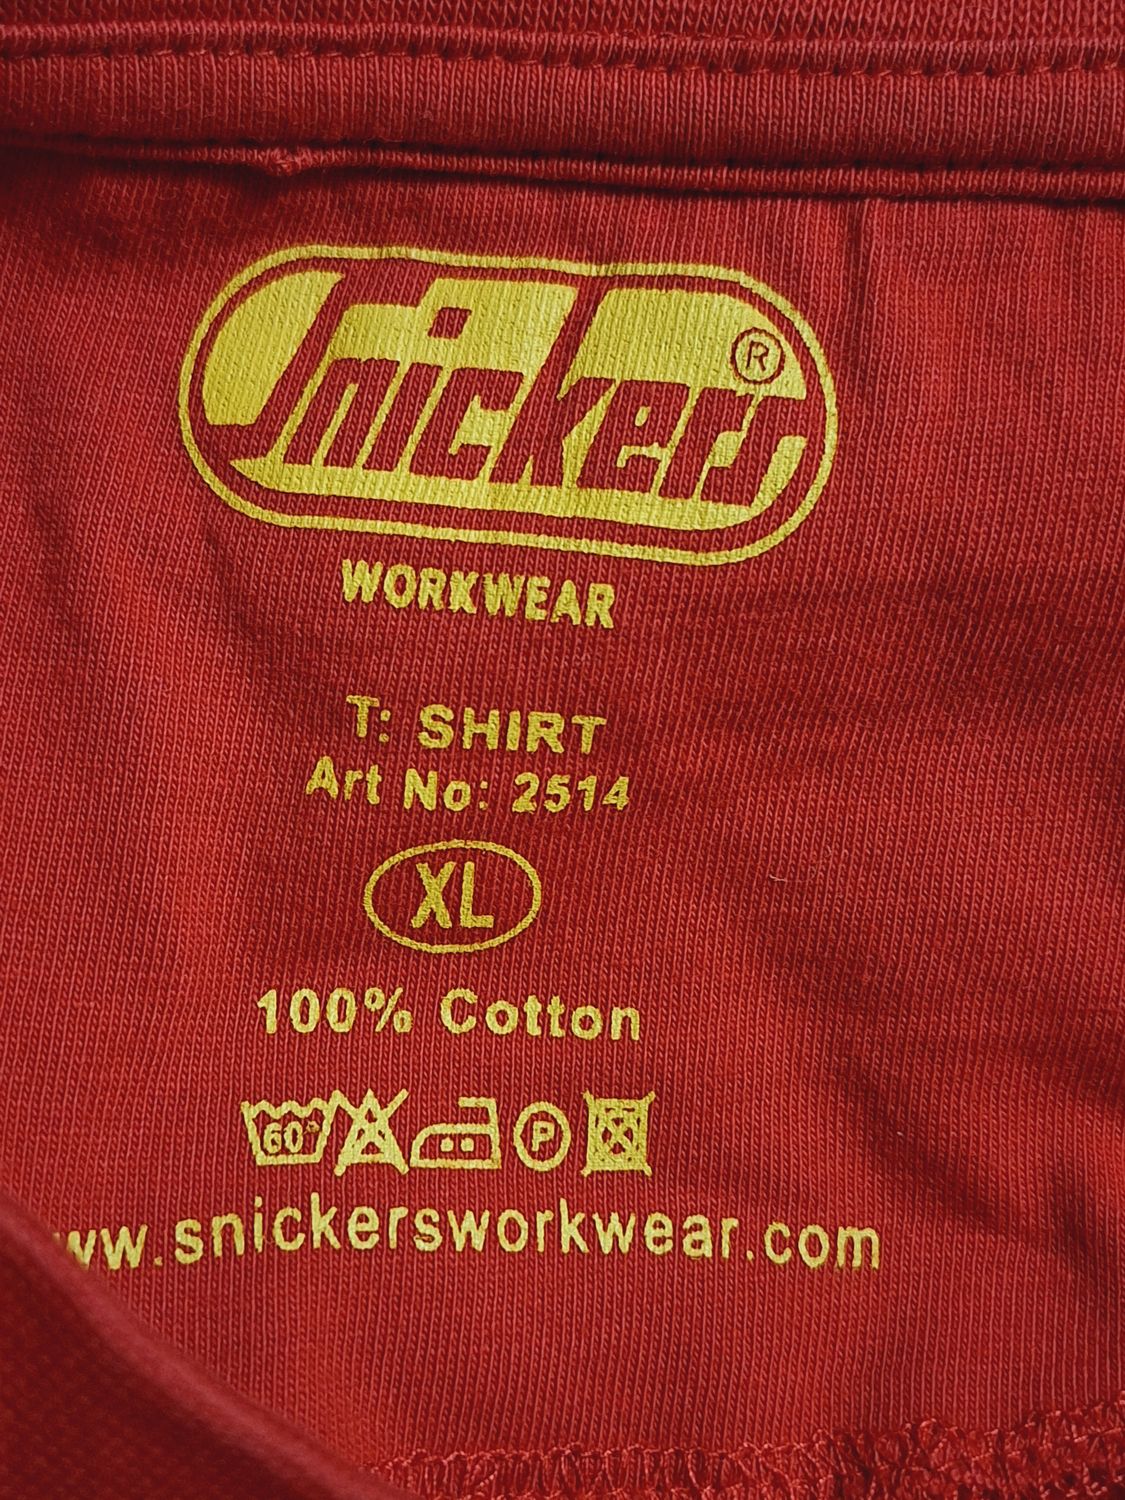 Snickers ®
WORKWEAR
T: SHIRT
Art No: 2514
XL
100% Cotton
60° P
www.snickersworkwear.com